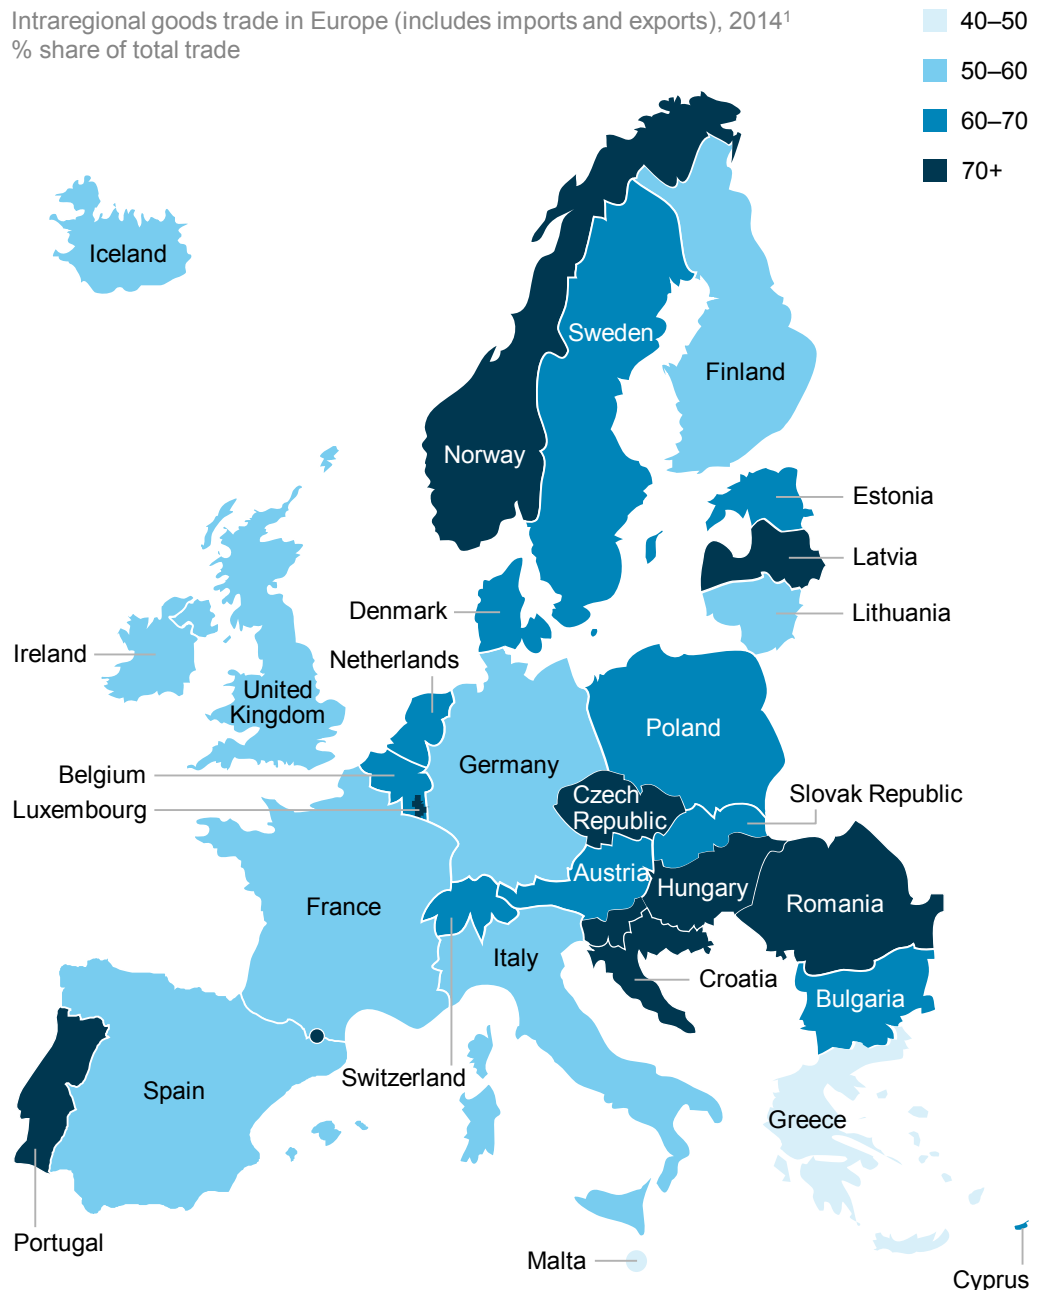 Intraregional goods trade in Europe (includes imports and exports), 2014¹
% share of total trade
40–50
50–60
60–70
70+
Iceland
Sweden
Finland
Norway
Estonia
Latvia
Denmark
Lithuania
Ireland
Netherlands
United
Kingdom
Poland
Germany
Belgium
Czech
Republic
Slovak Republic
Luxembourg
Austria
Hungary
France
Romania
Italy
Croatia
Bulgaria
Switzerland
Spain
Greece
Portugal
Malta
Cyprus